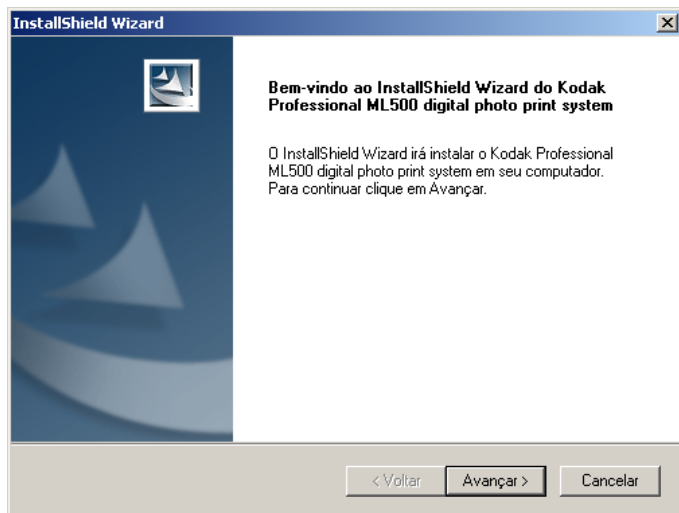 InstallShield Wizard
Bem-vindo ao InstallShield Wizard do Kodak
Professional ML500 digital photo print system
O InstallShield Wizard irá instalar o Kodak Professional
ML500 digital photo print system em seu computador.
Para continuar clique em Avançar.
< Voltar
Avançar >
Cancelar